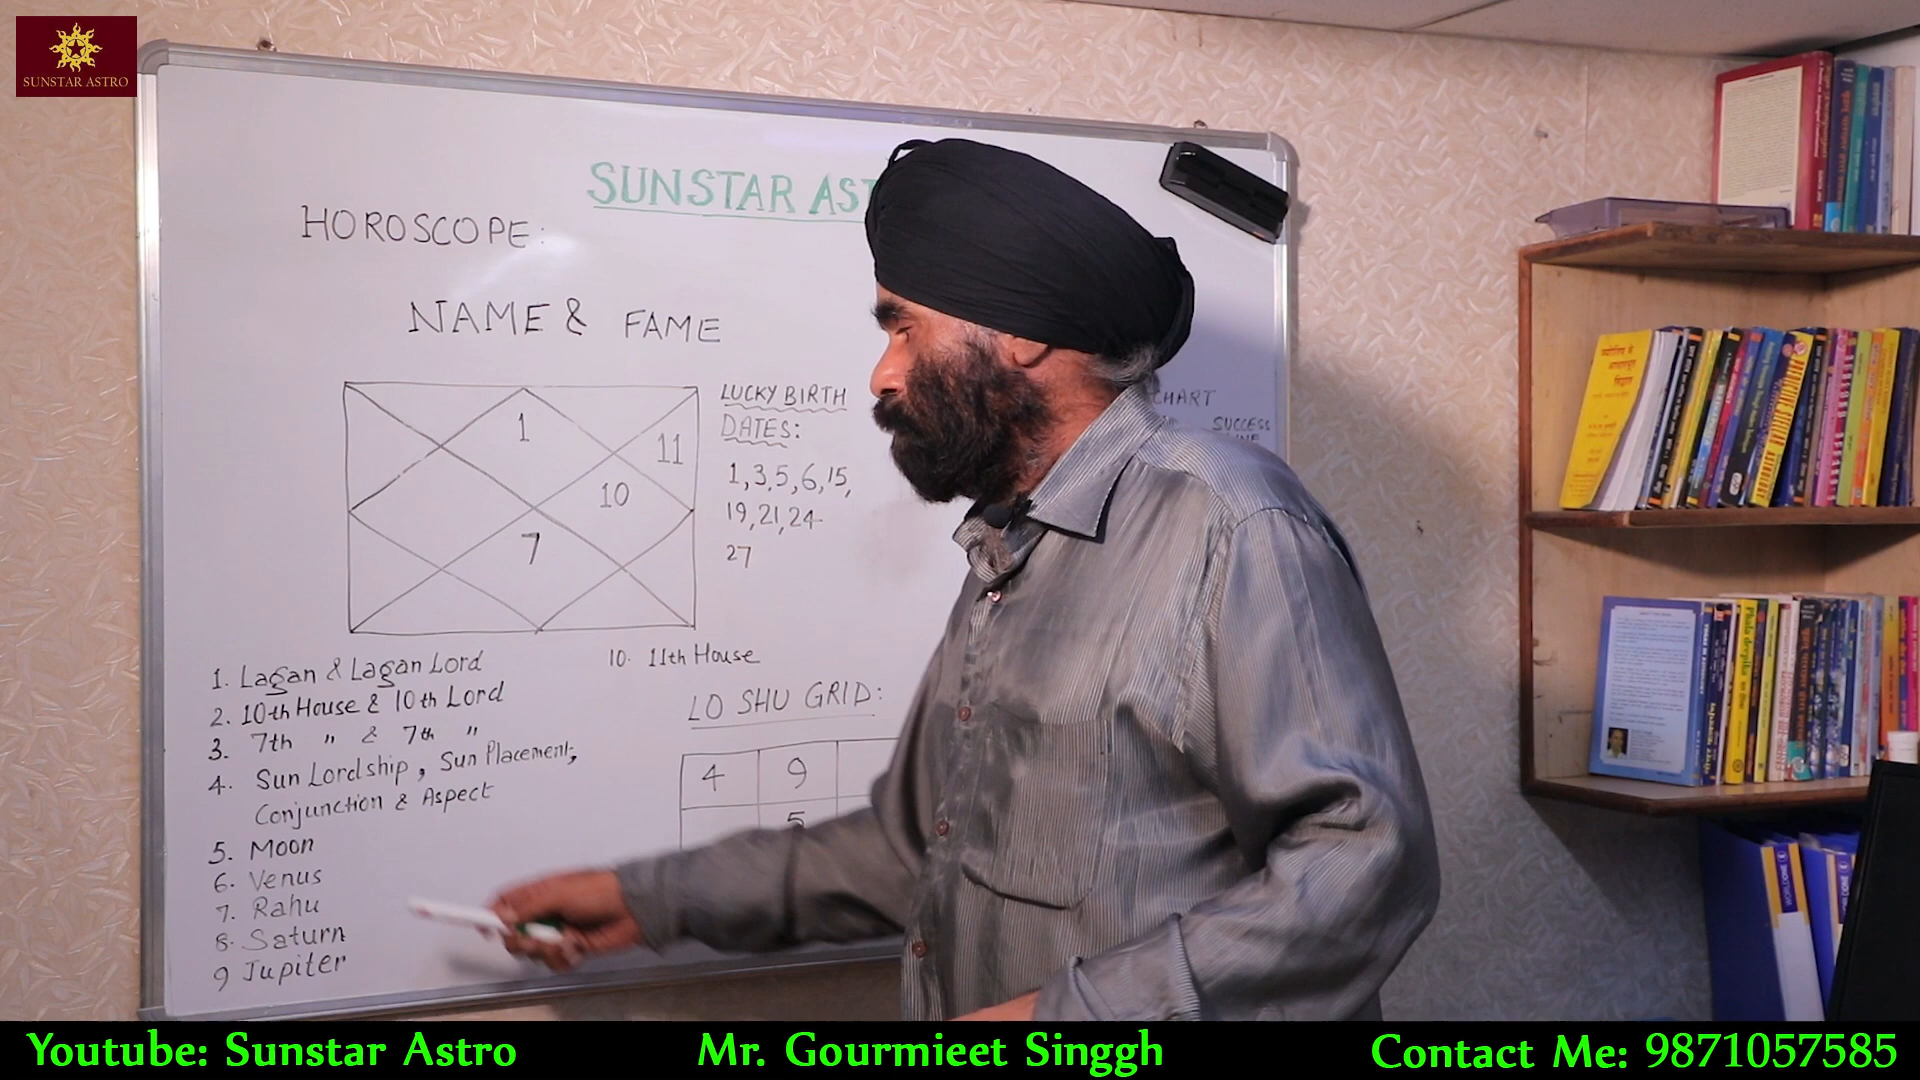 SUNSTAR ASTRO
SUNSTAR AST
HOROSCOPE:
NAME & FAME
1
11
10
7
LUCKY BIRTH
DATES:
1,3,5,6,15,
19,21,24
27
CHART
SUCCESS
1. Lagan & Lagan Lord
2. 10th House & 10th Lord
3. 7th " & 7th "
4. Sun Lordship, Sun Placement,
Conjunction & Aspect
5. Moon
6. Venus
7. Rahu
8. Saturn
9 Jupiter
10. 11th House
LO SHU GRID:
4 9
5
ज्योतिष के
आधारभूत
सिद्धांत
Youtube: Sunstar Astro
Mr. Gourmieet Singgh
Contact Me: 9871057585